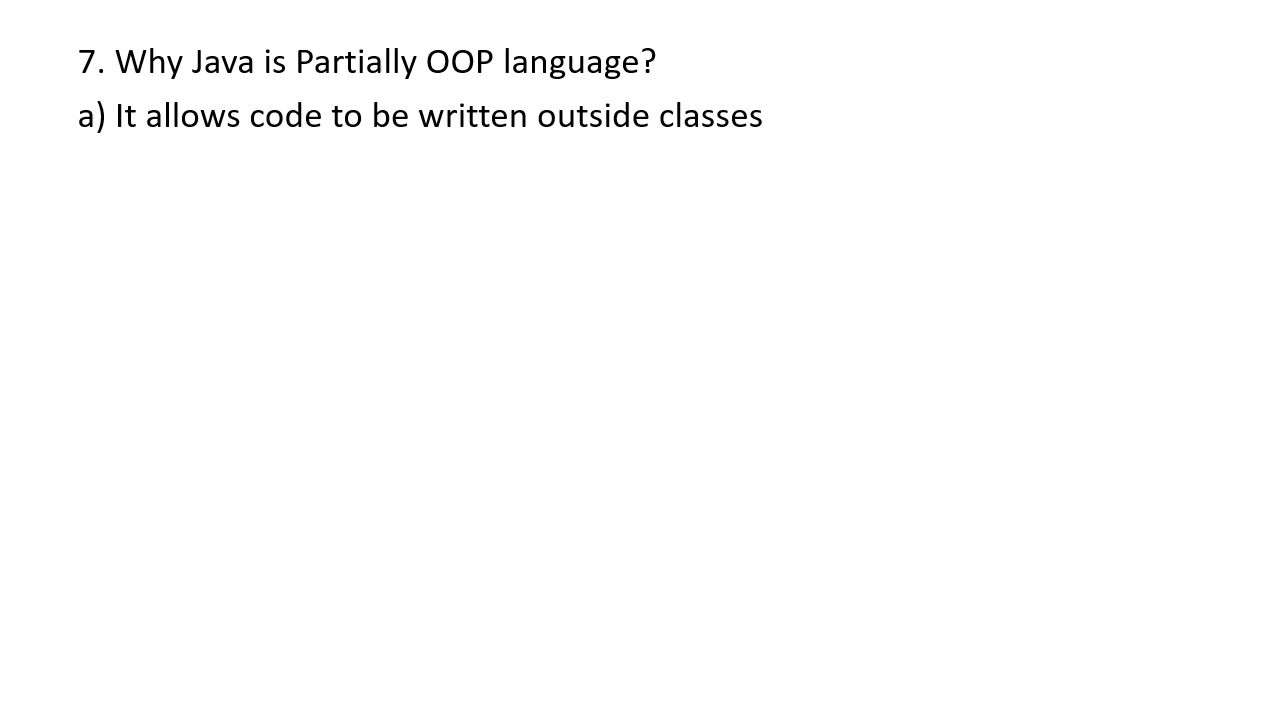 7. Why Java is Partially OOP language?
a) It allows code to be written outside classes